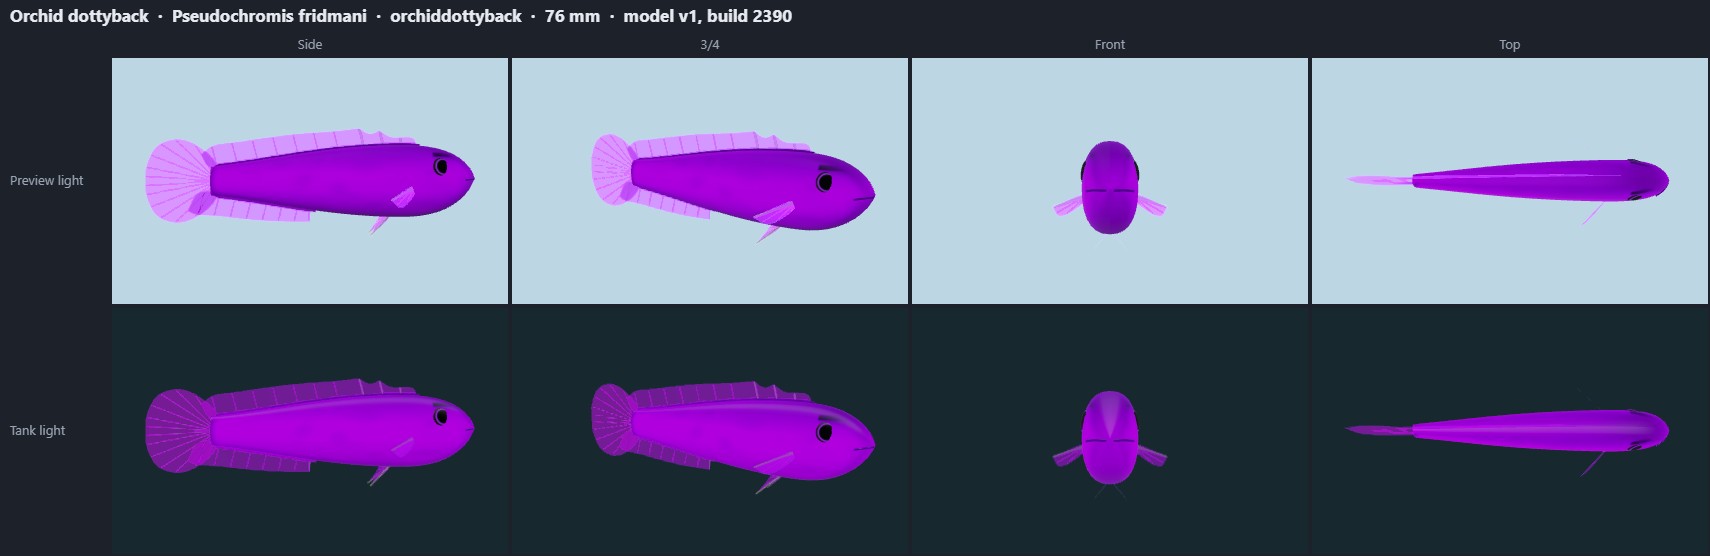 Orchid dottyback · Pseudochromis fridmani · orchiddottyback · 76 mm · model v1, build 2390
Side 3/4 Front Top
Preview light
Tank light